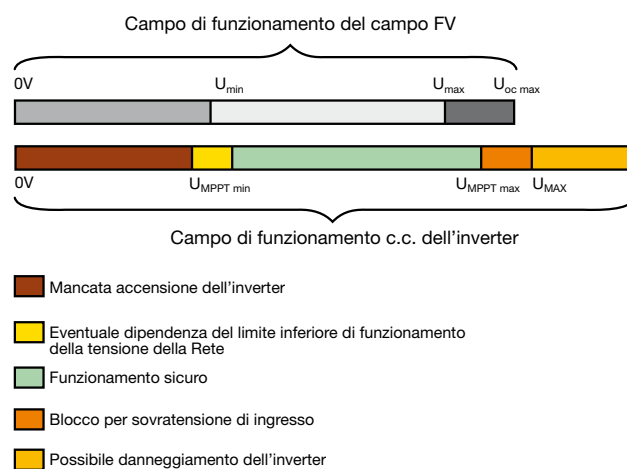 Campo di funzionamento del campo FV
0V Umin Umax Uoc max
0V UMPPT min UMPPT max UMAX
Campo di funzionamento c.c. dell'inverter
Mancata accensione dell'inverter
Eventuale dipendenza del limite inferiore di funzionamento
della tensione della Rete
Funzionamento sicuro
Blocco per sovratensione di ingresso
Possibile danneggiamento dell'inverter